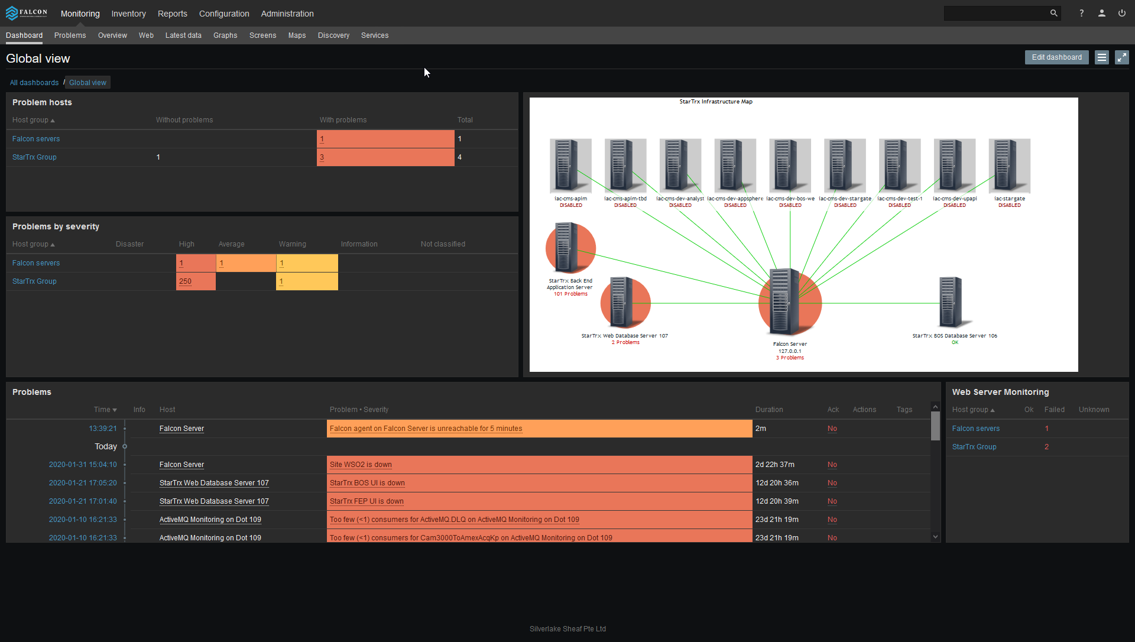 FALCON
Monitoring Inventory Reports Configuration Administration
?
Dashboard Problems Overview Web Latest data Graphs Screens Maps Discovery Services
Global view
Edit dashboard
All dashboards / Global view
Problem hosts
Host group Without problems With problems Total
Falcon servers 1 1
StarTrx Group 1 3 4
Problems by severity
Host group Disaster High Average Warning Information Not classified
Falcon servers 1 1 1
StarTrx Group 250 1
StarTrx Infrastructure Map
lac-cms-apim lac-cms-apim-tbd lac-cms-dev-analyst lac-cms-dev-appsphere lac-cms-dev-bos-we lac-cms-dev-stargate lac-cms-dev-test-1 lac-cms-dev-upapi lac-stargate
DISABLED DISABLED DISABLED DISABLED DISABLED DISABLED DISABLED DISABLED DISABLED
StarTrx Back End
Application Server
101 Problems
StarTrx Web Database Server 107
2 Problems
Falcon Server
127.0.0.1
3 Problems
StarTrx BOS Database Server 106
OK
Problems
Time Info Host Problem • Severity Duration Ack Actions Tags
13:39:21 Falcon Server Falcon agent on Falcon Server is unreachable for 5 minutes 2m No
Today
2020-01-31 15:04:10 Falcon Server Site WSO2 is down 2d 22h 37m No
2020-01-21 17:05:20 StarTrx Web Database Server 107 StarTrx BOS UI is down 12d 20h 36m No
2020-01-21 17:01:40 StarTrx Web Database Server 107 StarTrx FEP UI is down 12d 20h 39m No
2020-01-10 16:21:33 ActiveMQ Monitoring on Dot 109 Too few (<1) consumers for ActiveMQ.DLQ on ActiveMQ Monitoring on Dot 109 23d 21h 19m No
2020-01-10 16:21:33 ActiveMQ Monitoring on Dot 109 Too few (<1) consumers for Cam3000ToAmexAcqKp on ActiveMQ Monitoring on Dot 109 23d 21h 19m No
Web Server Monitoring
Host group Ok Failed Unknown
Falcon servers 1
StarTrx Group 2
Silverlake Sheaf Pte Ltd